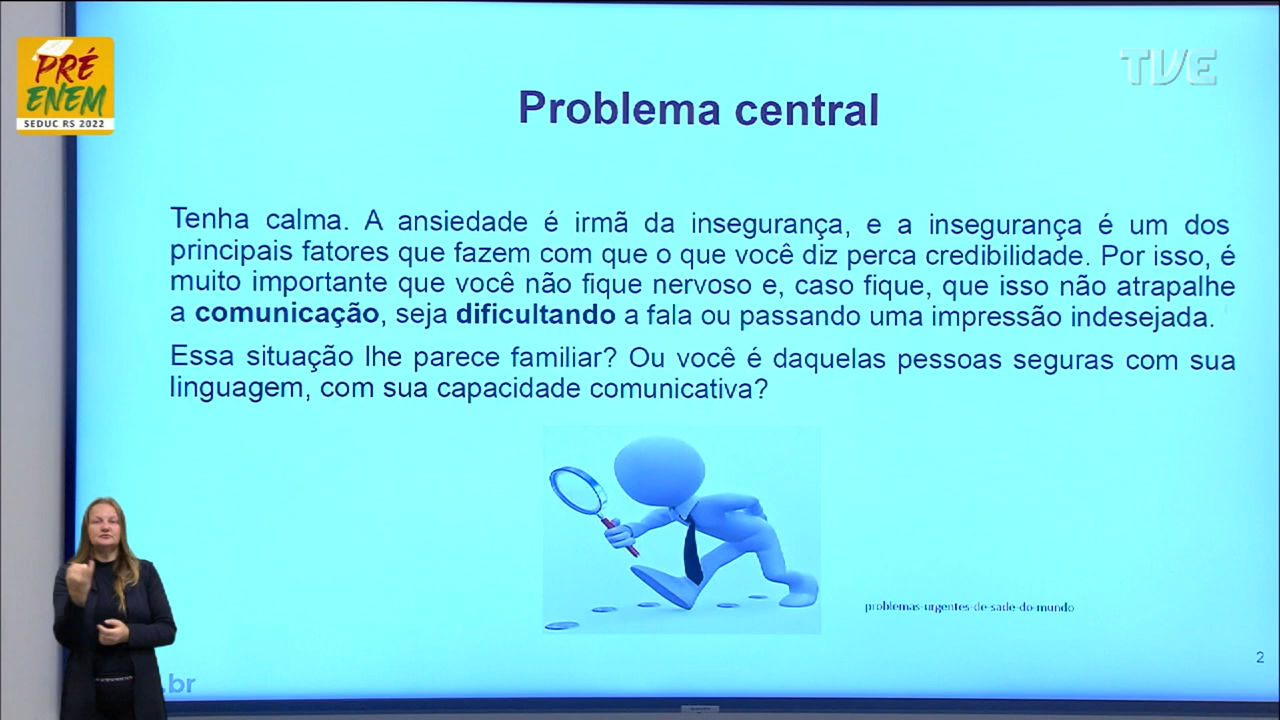 PRÉ
ENEM
SEDUC RS 2022
TVE
Problema central
Tenha calma. A ansiedade é irmã da insegurança, e a insegurança é um dos
principais fatores que fazem com que o que você diz perca credibilidade. Por isso, é
muito importante que você não fique nervoso e, caso fique, que isso não atrapalhe
a comunicação, seja dificultando a fala ou passando uma impressão indesejada.
Essa situação lhe parece familiar? Ou você é daquelas pessoas seguras com sua
linguagem, com sua capacidade comunicativa?
problemas-urgentes-de-sade-do-mundo
2
.br